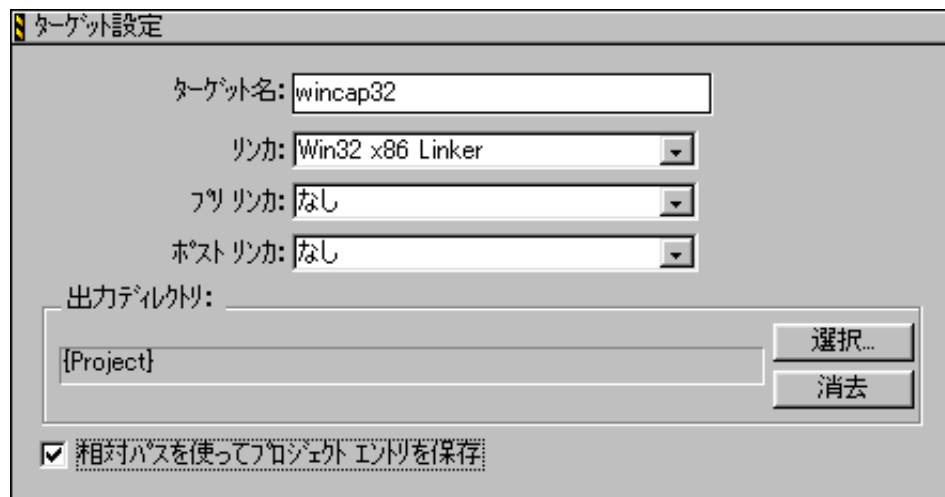 ターゲット設定
ターゲット名: wincap32
リンカ: Win32 x86 Linker
プリ リンカ: なし
ポスト リンカ: なし
出力ディレクトリ:
{Project}
選択...
消去
相対パスを使ってプロジェクト エントリを保存